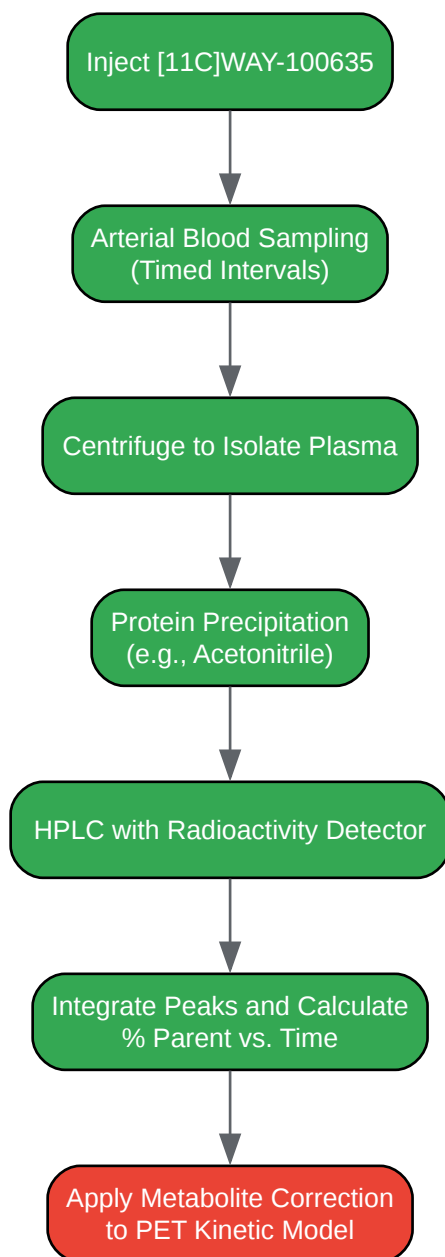 Inject [11C]WAY-100635
Arterial Blood Sampling
(Timed Intervals)
Centrifuge to Isolate Plasma
Protein Precipitation
(e.g., Acetonitrile)
HPLC with Radioactivity Detector
Integrate Peaks and Calculate
% Parent vs. Time
Apply Metabolite Correction
to PET Kinetic Model